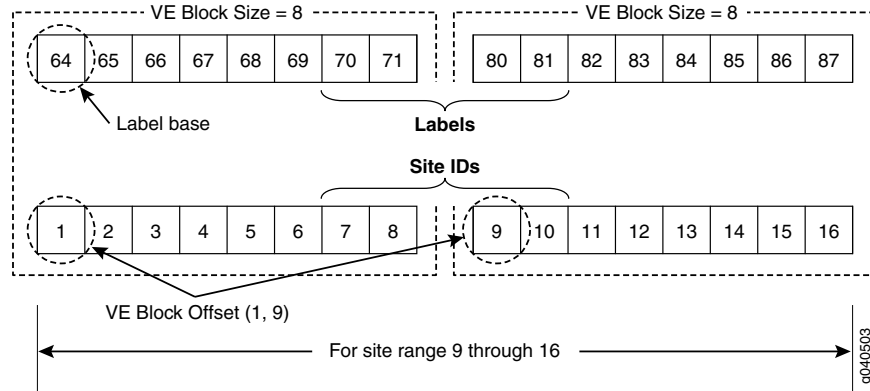 VE Block Size = 8 VE Block Size = 8
64 65 66 67 68 69 70 71 80 81 82 83 84 85 86 87
Label base
Labels
Site IDs
1 2 3 4 5 6 7 8 9 10 11 12 13 14 15 16
VE Block Offset (1, 9)
For site range 9 through 16
g040503